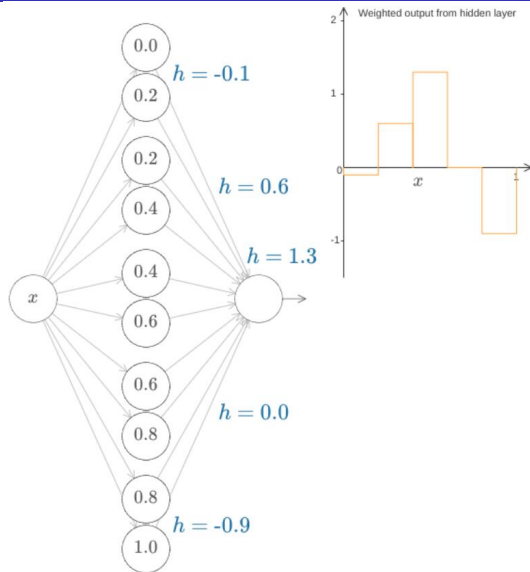 0.0
h = -0.1
0.2
0.2
h = 0.6
0.4
h = 1.3
0.4
x
0.6
0.6
h = 0.0
0.8
0.8
h = -0.9
1.0
Weighted output from hidden layer
2
1
0
x
1
-1